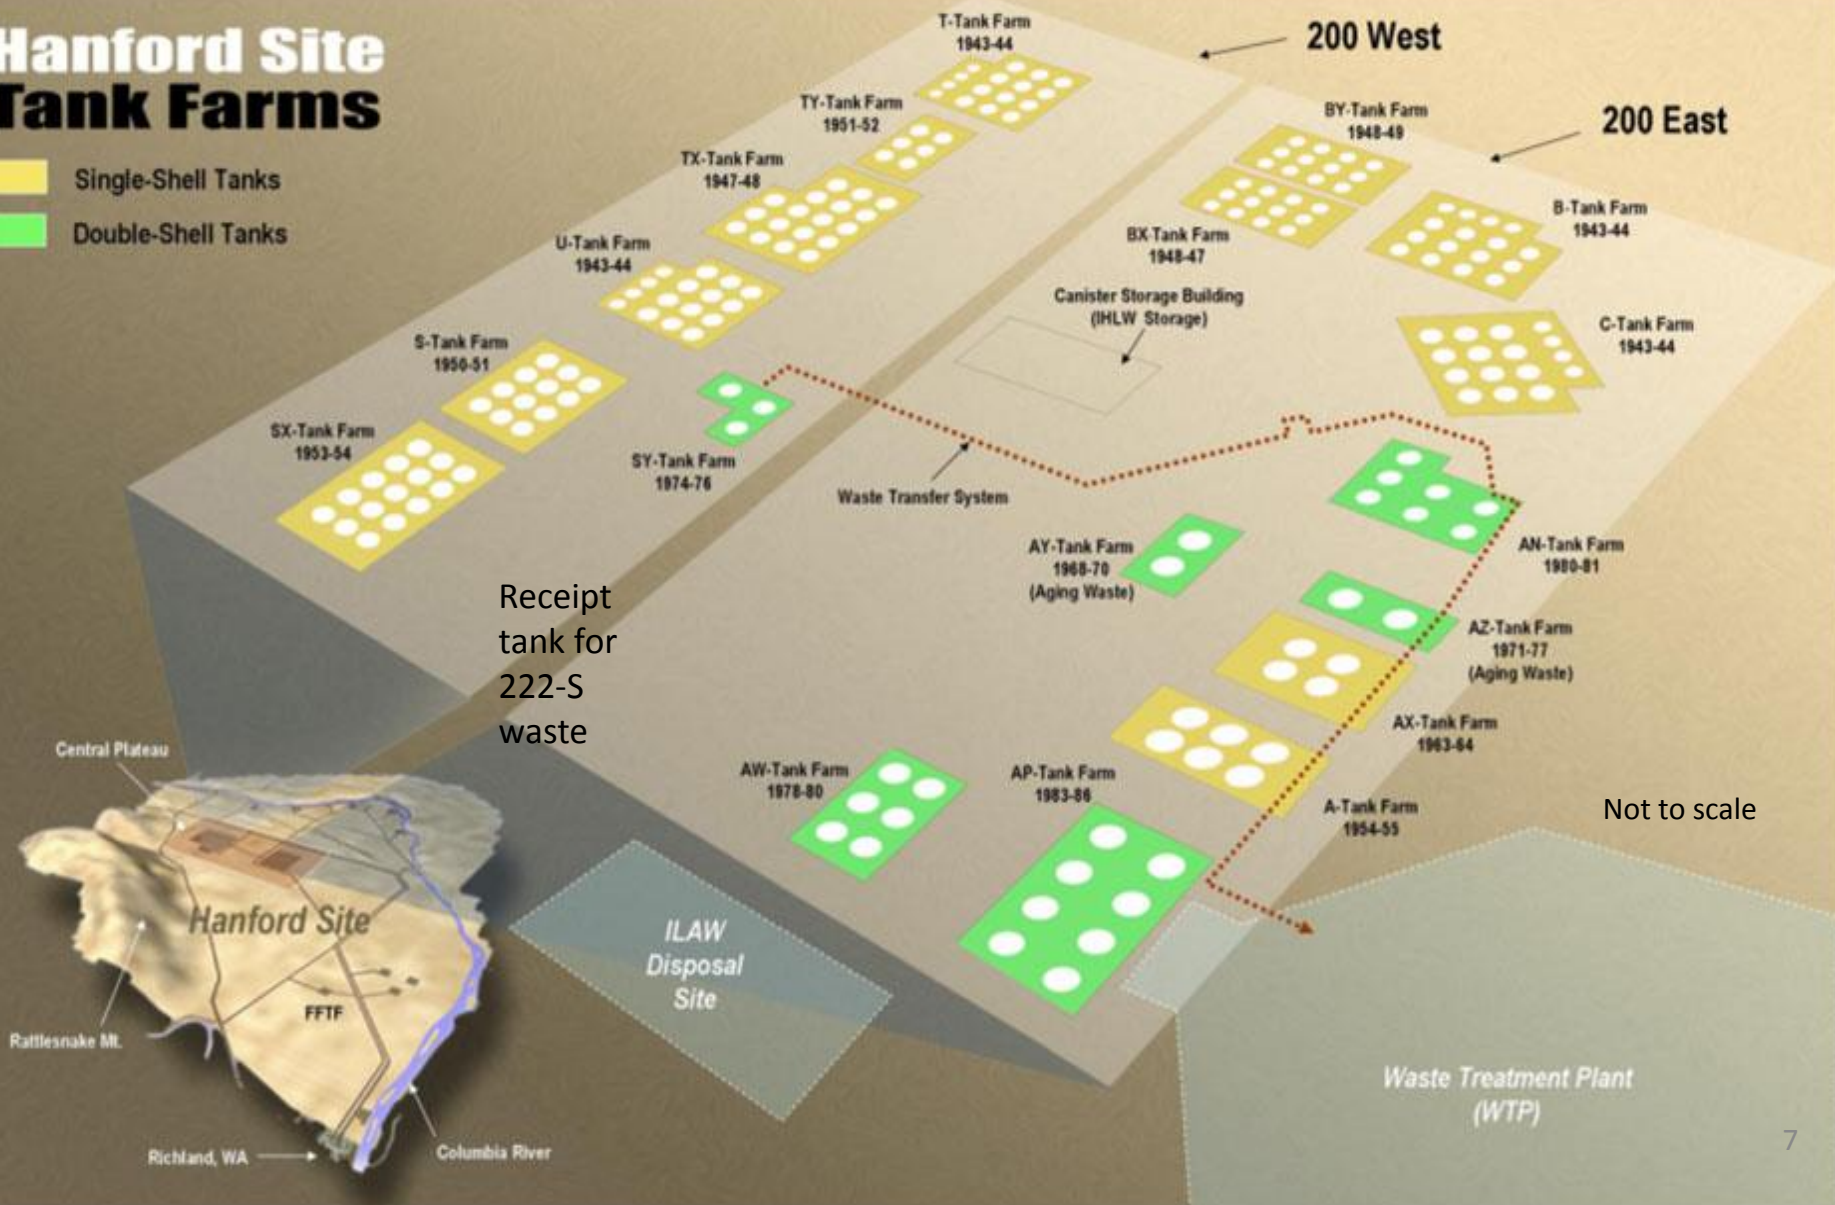 Hanford Site
Tank Farms
Single-Shell Tanks
Double-Shell Tanks
T-Tank Farm
1943-44
200 West
TY-Tank Farm
1951-52
BY-Tank Farm
1948-49
200 East
TX-Tank Farm
1947-48
B-Tank Farm
1943-44
U-Tank Farm
1943-44
BX-Tank Farm
1948-47
Canister Storage Building
(IHLW Storage)
C-Tank Farm
1943-44
S-Tank Farm
1950-51
SX-Tank Farm
1953-54
SY-Tank Farm
1974-76
Waste Transfer System
AY-Tank Farm
1968-70
(Aging Waste)
AN-Tank Farm
1980-81
Receipt
tank for
222-S
waste
AZ-Tank Farm
1971-77
(Aging Waste)
AX-Tank Farm
1963-64
AW-Tank Farm
1978-80
AP-Tank Farm
1983-86
A-Tank Farm
1954-55
Not to scale
Central Plateau
Hanford Site
FFTF
Rattlesnake Mt.
Richland, WA
Columbia River
ILAW
Disposal
Site
Waste Treatment Plant
(WTP)
7